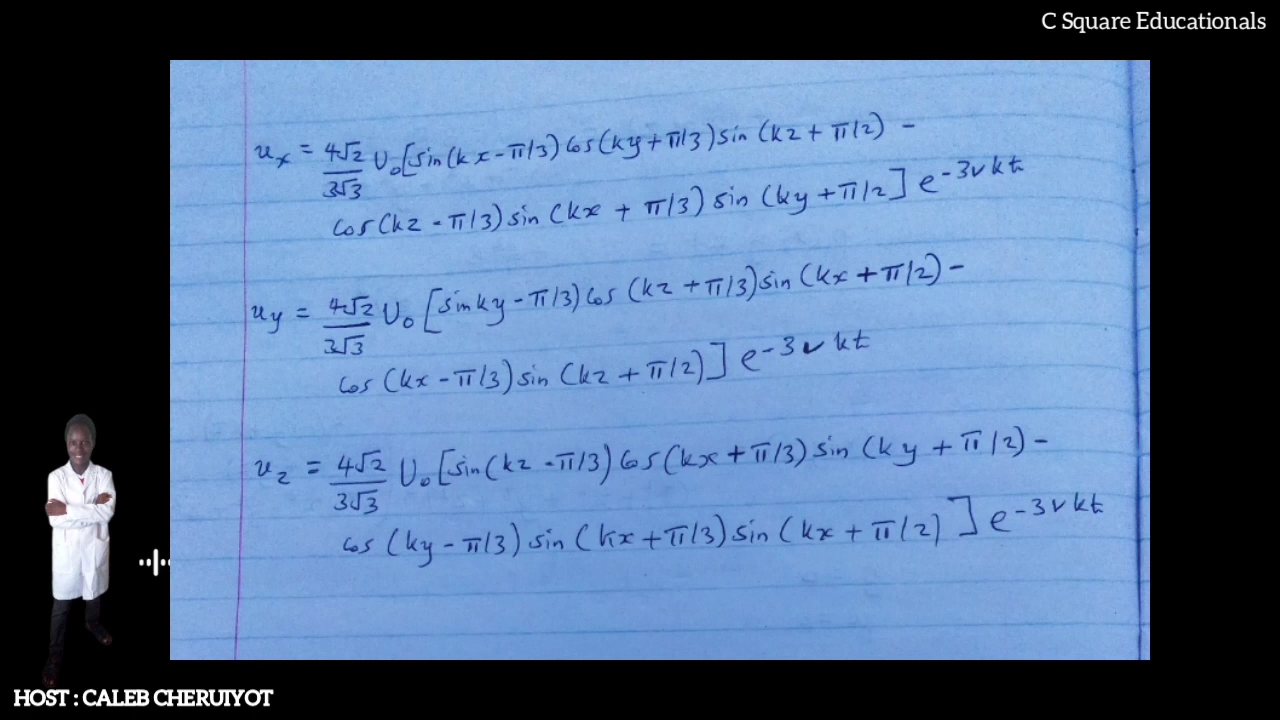 C Square Educationals
u_x = 4√2/3√3 U₀[sin(kx - π/3) cos(ky + π/3) sin (kz + π/2) -
cos(kz - π/3) sin (kx + π/3) sin (ky + π/2] e^-3νkt
u_y = 4√2/3√3 U₀ [sinky - π/3) cos (kz + π/3) sin (kx + π/2) -
cos (kx - π/3) sin (kz + π/2)] e^-3νkt
u_z = 4√2/3√3 U₀[sin(kz - π/3) cos(kx + π/3) sin (ky + π/2) -
cos (ky - π/3) sin (kx + π/3) sin (kx + π/2)] e^-3νkt
HOST : CALEB CHERUIYOT